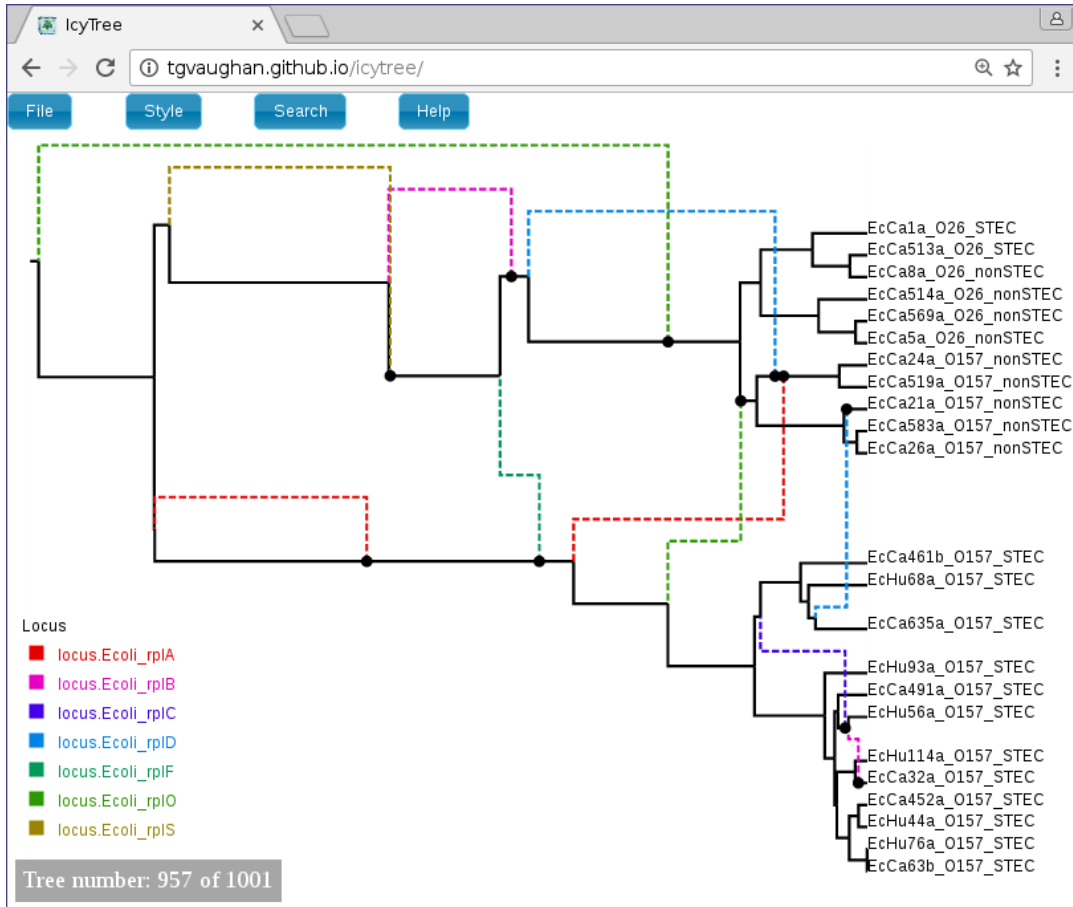 IcyTree
tgvaughan.github.io/icytree/
File Style Search Help
EcCa1a_O26_STEC
EcCa513a_O26_STEC
EcCa8a_O26_nonSTEC
EcCa514a_O26_nonSTEC
EcCa569a_O26_nonSTEC
EcCa5a_O26_nonSTEC
EcCa24a_O157_nonSTEC
EcCa519a_O157_nonSTEC
EcCa21a_O157_nonSTEC
EcCa583a_O157_nonSTEC
EcCa26a_O157_nonSTEC
EcCa461b_O157_STEC
EcHu68a_O157_STEC
EcCa635a_O157_STEC
EcHu93a_O157_STEC
EcCa491a_O157_STEC
EcHu56a_O157_STEC
EcHu114a_O157_STEC
EcCa32a_O157_STEC
EcCa452a_O157_STEC
EcHu44a_O157_STEC
EcHu76a_O157_STEC
EcCa63b_O157_STEC
Locus
locus.Ecoli_rplA
locus.Ecoli_rplB
locus.Ecoli_rplC
locus.Ecoli_rplD
locus.Ecoli_rplF
locus.Ecoli_rplO
locus.Ecoli_rplS
Tree number: 957 of 1001